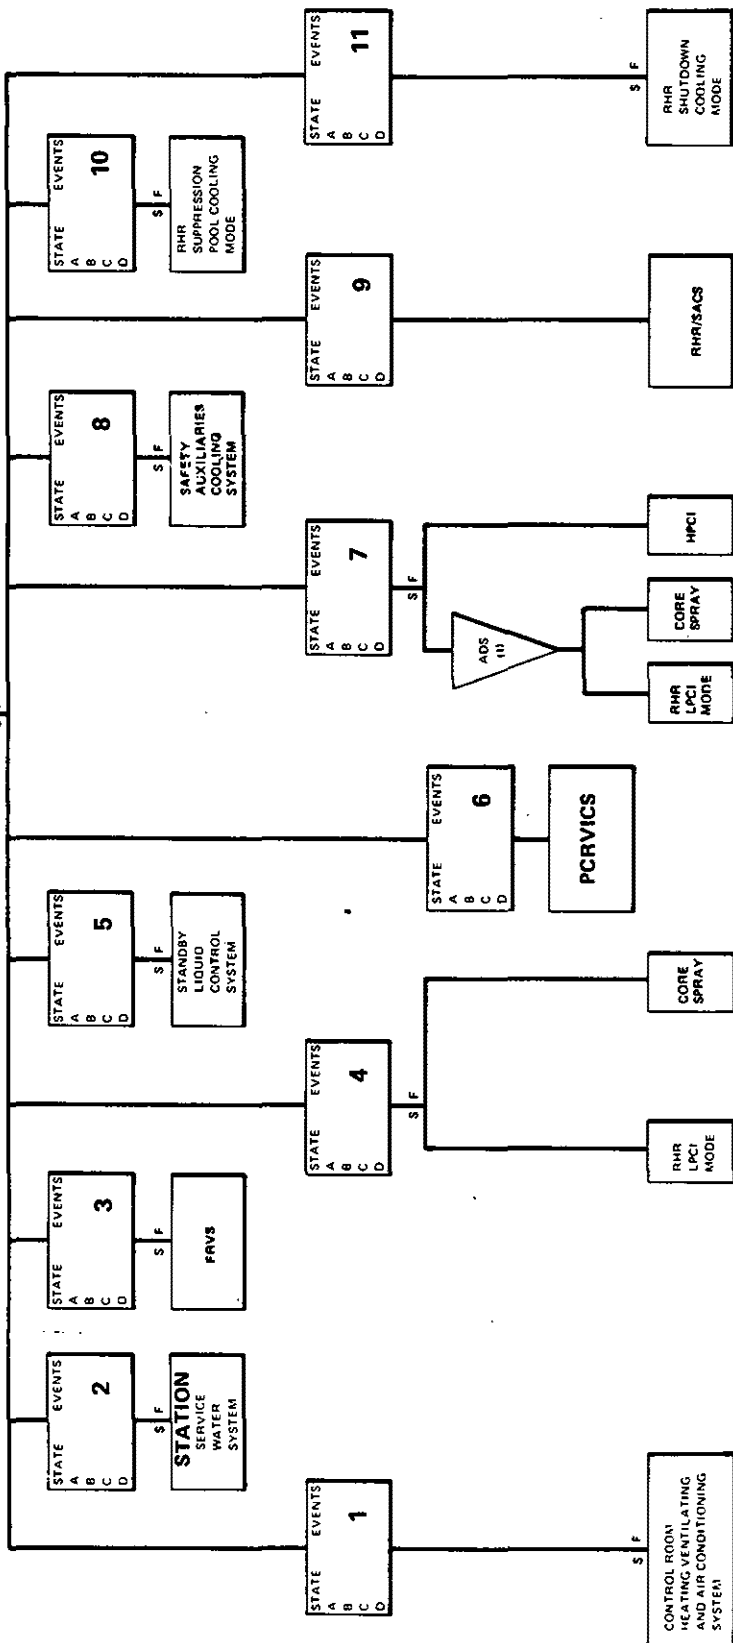 STATE EVENTS
A
B
C
D
1
S F
CONTROL ROOM
HEATING VENTILATING
AND AIR CONDITIONING
SYSTEM
STATE EVENTS
A
B
C
D
2
S F
STATION
SERVICE
WATER
SYSTEM
STATE EVENTS
A
B
C
D
3
S F
FRVS
STATE EVENTS
A
B
C
D
4
S F
RHR
LPCI
MODE
CORE
SPRAY
STATE EVENTS
A
B
C
D
5
S F
STANDBY
LIQUID
CONTROL
SYSTEM
STATE EVENTS
A
B
C
D
6
PCRVICS
STATE EVENTS
A
B
C
D
7
S F
ADS
(1)
RHR
LPCI
MODE
CORE
SPRAY
HPCI
STATE EVENTS
A
B
C
D
8
S F
SAFETY
AUXILIARIES
COOLING
SYSTEM
STATE EVENTS
A
B
C
D
9
RHR/SACS
STATE EVENTS
A
B
C
D
10
S F
RHR
SUPPRESSION
POOL COOLING
MODE
STATE EVENTS
A
B
C
D
11
S F
RHR
SHUTDOWN
COOLING
MODE